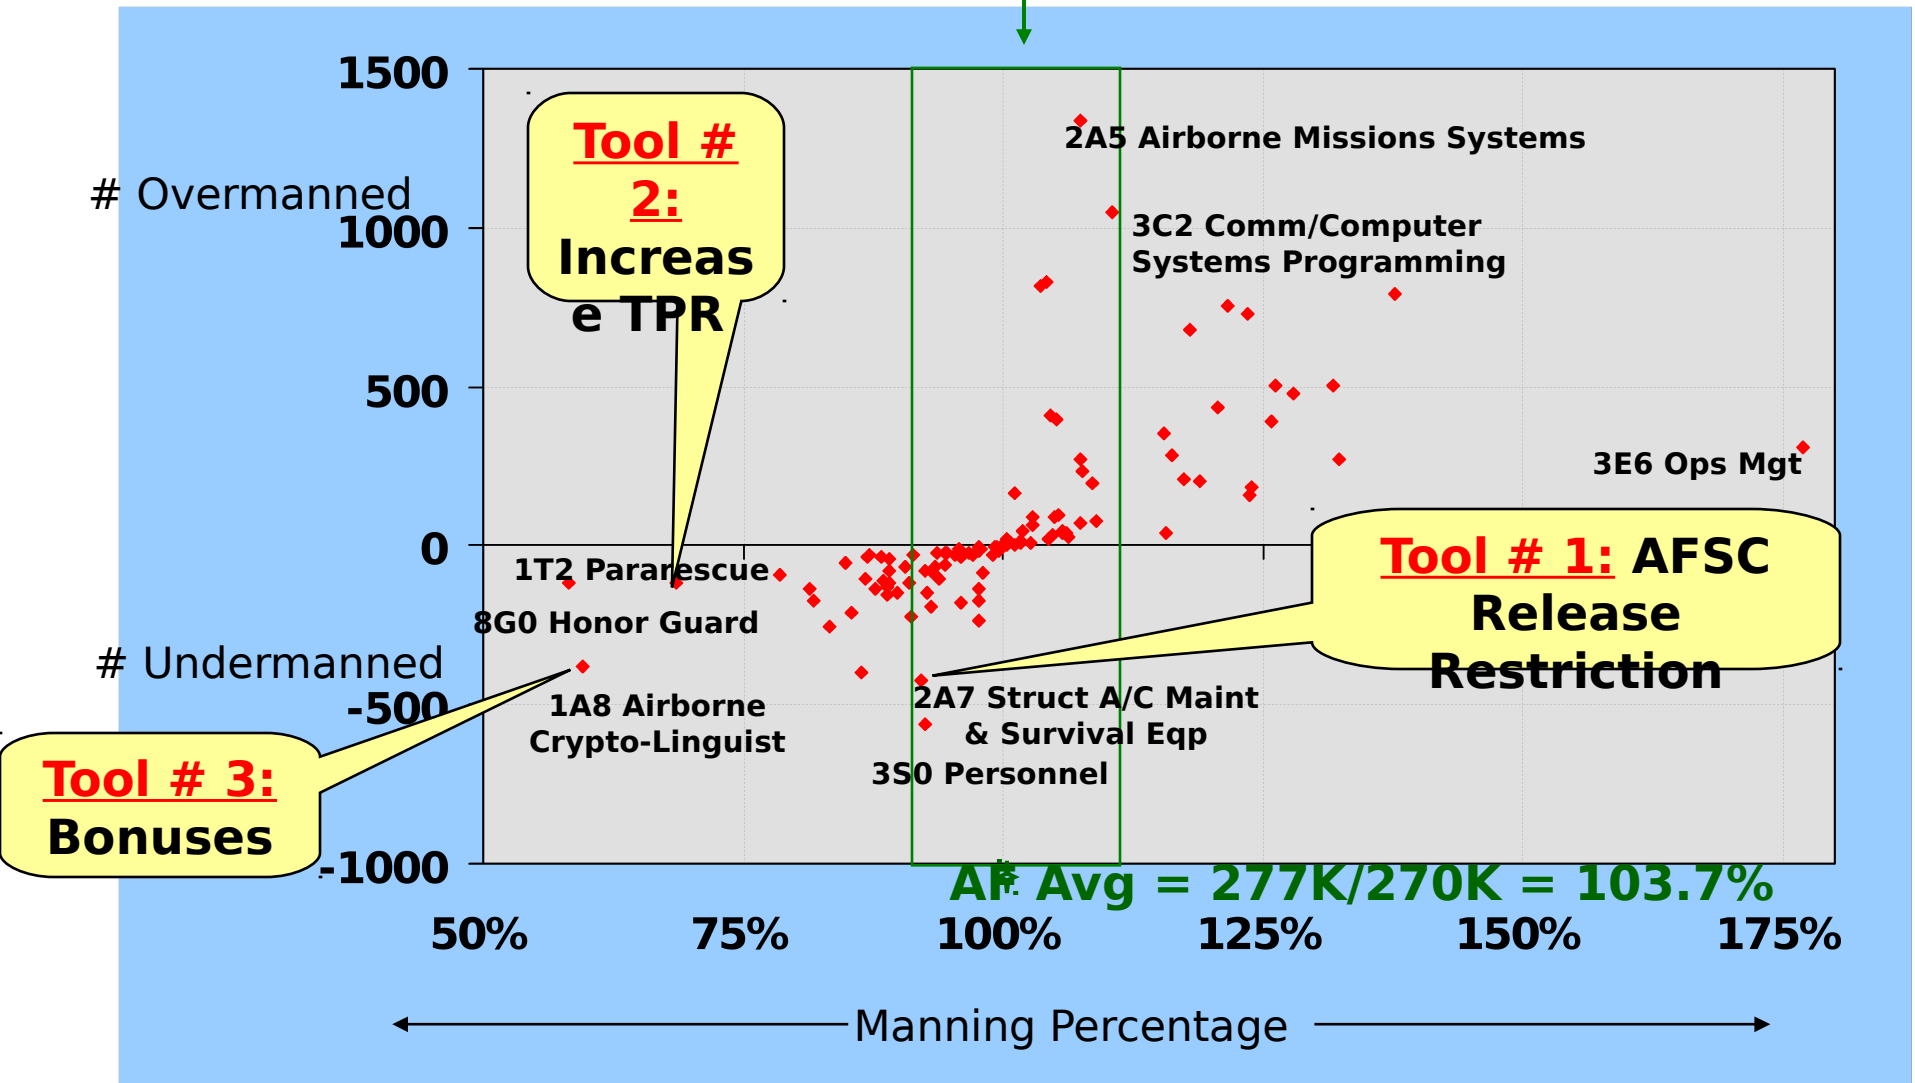 1500
Tool #
2:
Increas
e TPR
2A5 Airborne Missions Systems
# Overmanned
1000
3C2 Comm/Computer
Systems Programming
500
3E6 Ops Mgt
0
1T2 Pararescue
Tool # 1: AFSC
Release
Restriction
8G0 Honor Guard
# Undermanned
-500
1A8 Airborne
Crypto-Linguist
2A7 Struct A/C Maint
& Survival Eqp
3S0 Personnel
Tool # 3:
Bonuses
-1000
AF Avg = 277K/270K = 103.7%
50% 75% 100% 125% 150% 175%
Manning Percentage